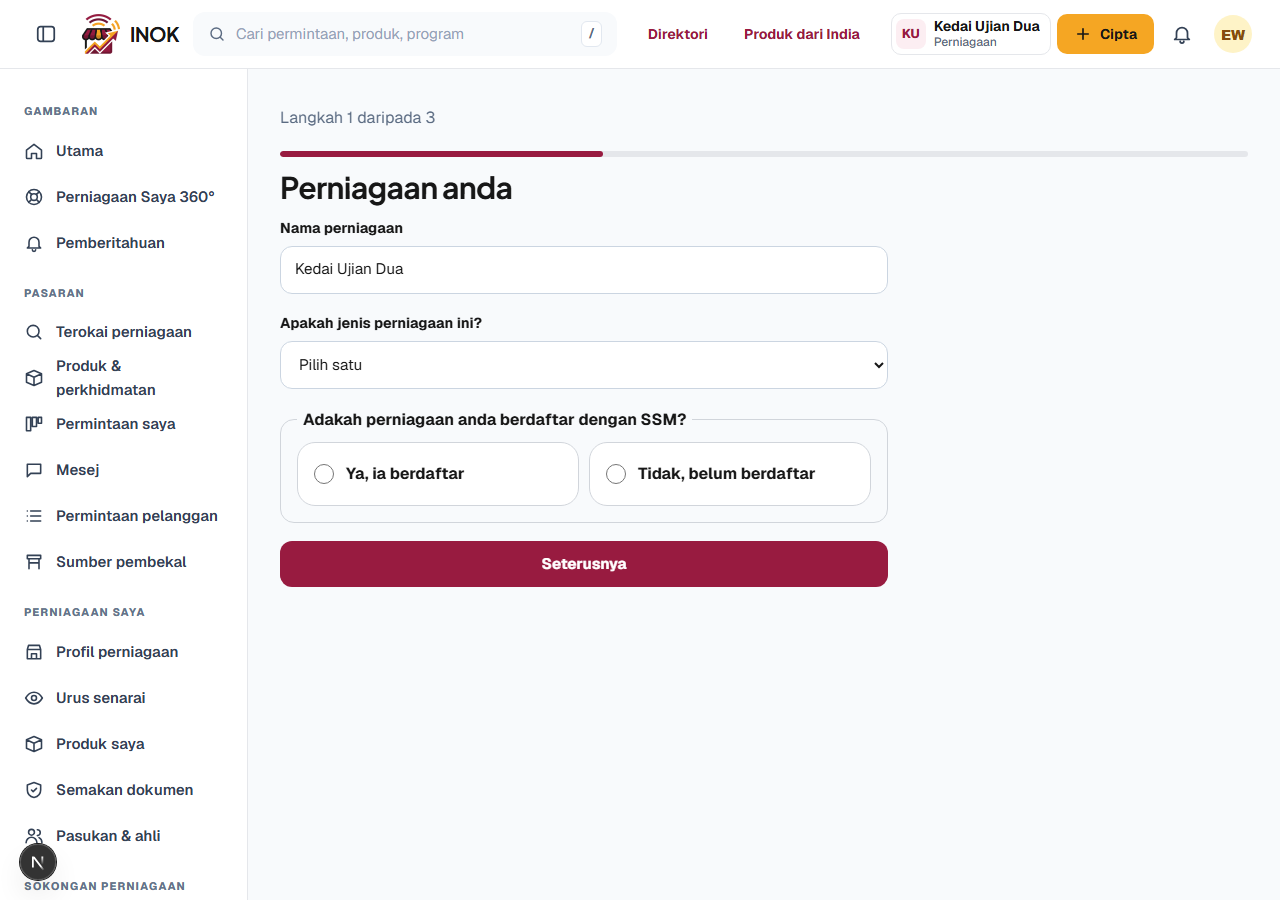 INOK
Cari permintaan, produk, program
/
Direktori
Produk dari India
KU
Kedai Ujian Dua
Perniagaan
Cipta
EW
GAMBARAN
Utama
Perniagaan Saya 360°
Pemberitahuan
PASARAN
Terokai perniagaan
Produk &
perkhidmatan
Permintaan saya
Mesej
Permintaan pelanggan
Sumber pembekal
PERNIAGAAN SAYA
Profil perniagaan
Urus senarai
Produk saya
Semakan dokumen
Pasukan & ahli
N
SOKONGAN PERNIAGAAN
Langkah 1 daripada 3
Perniagaan anda
Nama perniagaan
Kedai Ujian Dua
Apakah jenis perniagaan ini?
Pilih satu
Adakah perniagaan anda berdaftar dengan SSM?
Ya, ia berdaftar
Tidak, belum berdaftar
Seterusnya